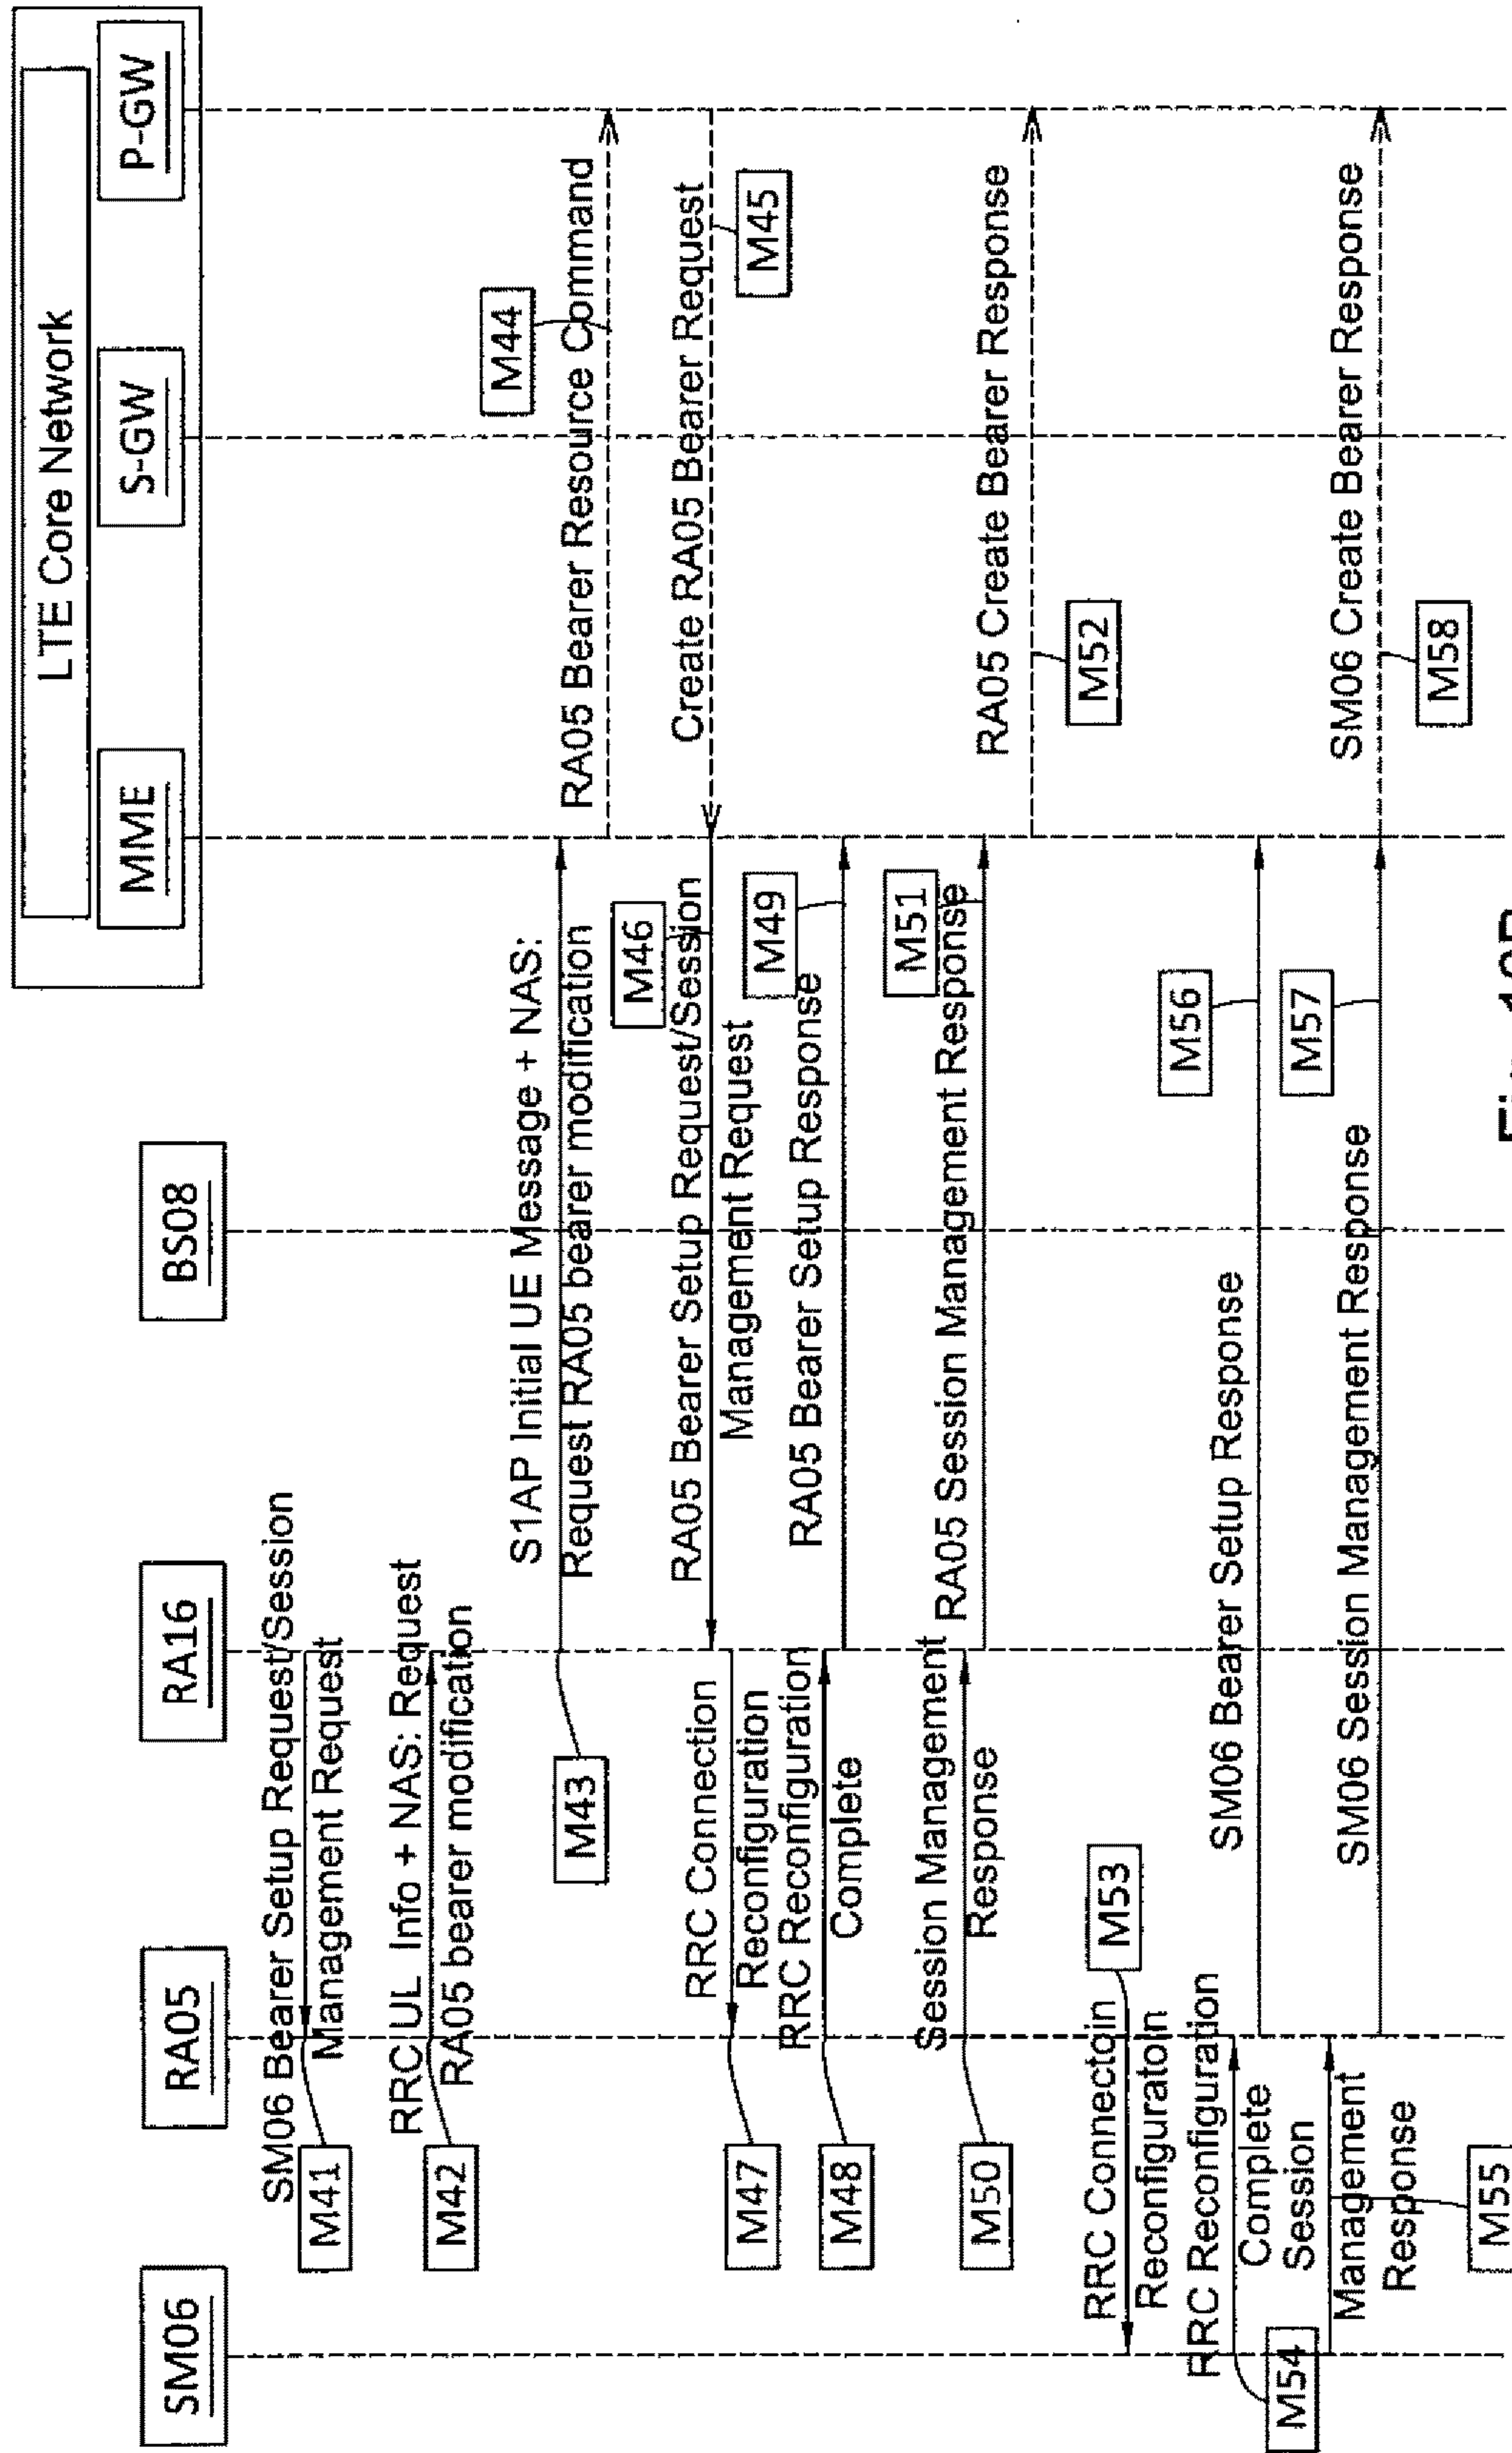 LTE Core Network
SM06
RA05
RA16
BS08
MME
S-GW
P-GW
SM06 Bearer Setup Request/Session
Management Request
M41
RRC UL Info + NAS: Request
RA05 bearer modification
M42
S1AP Initial UE Message + NAS:
Request RA05 bearer modification
M43
M44
RA05 Bearer Resource Command
Create RA05 Bearer Request
M45
M46
RA05 Bearer Setup Request/Session
Management Request
RRC Connection
Reconfiguration
M47
RRC Reconfiguration
Complete
M48
M49
RA05 Bearer Setup Response
Session Management
Response
M50
M51
RA05 Session Management Response
RA05 Create Bearer Response
M52
M53
RRC Connectoin
Reconfiguratoin
RRC Reconfiguration
Complete
M54
Session
Management
Response
M55
M56
SM06 Bearer Setup Response
M57
SM06 Session Management Response
SM06 Create Bearer Response
M58